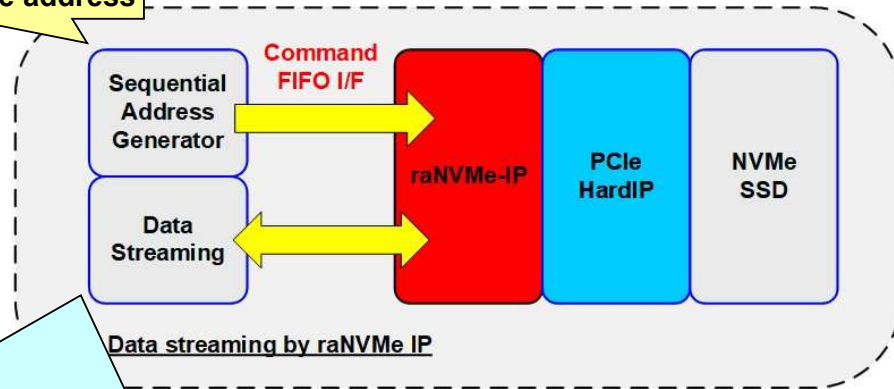 e address
Command
FIFO I/F
Sequential
Address
Generator
raNVMe-IP
PCIe
HardIP
NVMe
SSD
Data
Streaming
Data streaming by raNVMe IP